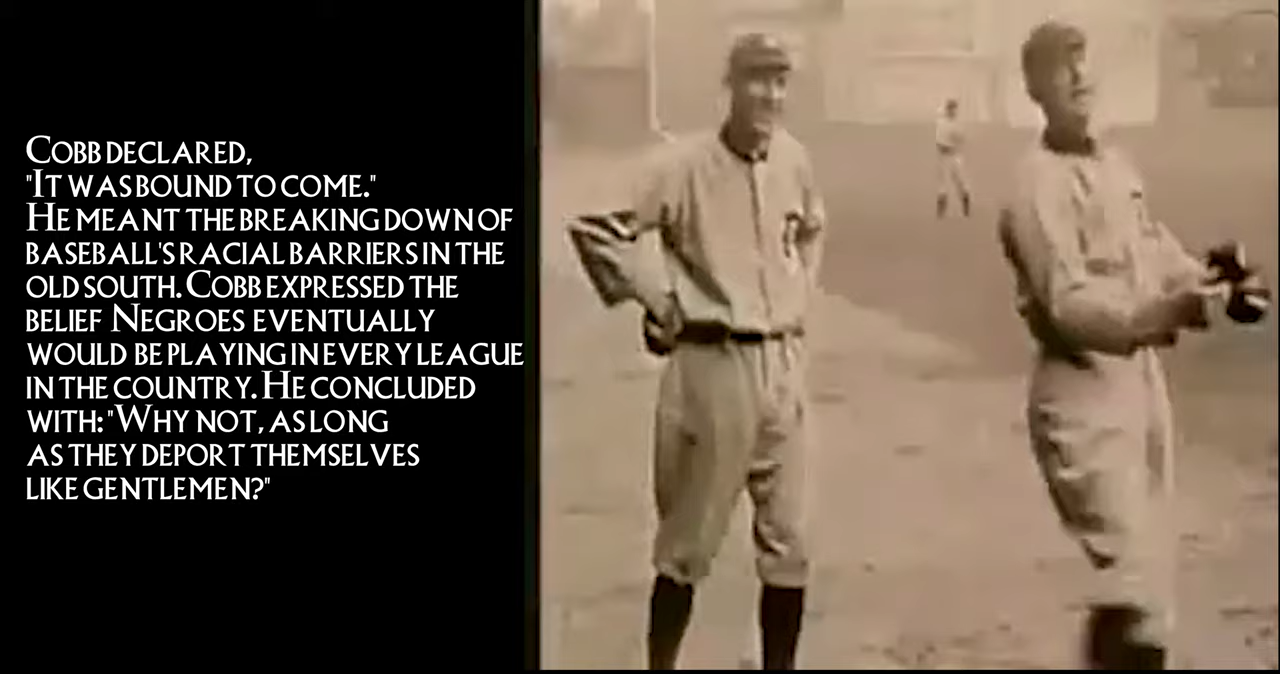 COBB DECLARED,
"IT WAS BOUND TO COME."
HE MEANT THE BREAKING DOWN OF
BASEBALL'S RACIAL BARRIERS IN THE
OLD SOUTH. COBB EXPRESSED THE
BELIEF NEGROES EVENTUALLY
WOULD BE PLAYING IN EVERY LEAGUE
IN THE COUNTRY. HE CONCLUDED
WITH: "WHY NOT, AS LONG
AS THEY DEPORT THEMSELVES
LIKE GENTLEMEN?"